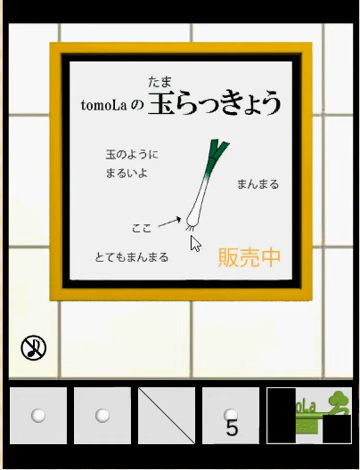 たま
tomoLa の 玉らっきょう
玉のように
まるいよ
まんまる
ここ
とてもまんまる
販売中
5
oLa